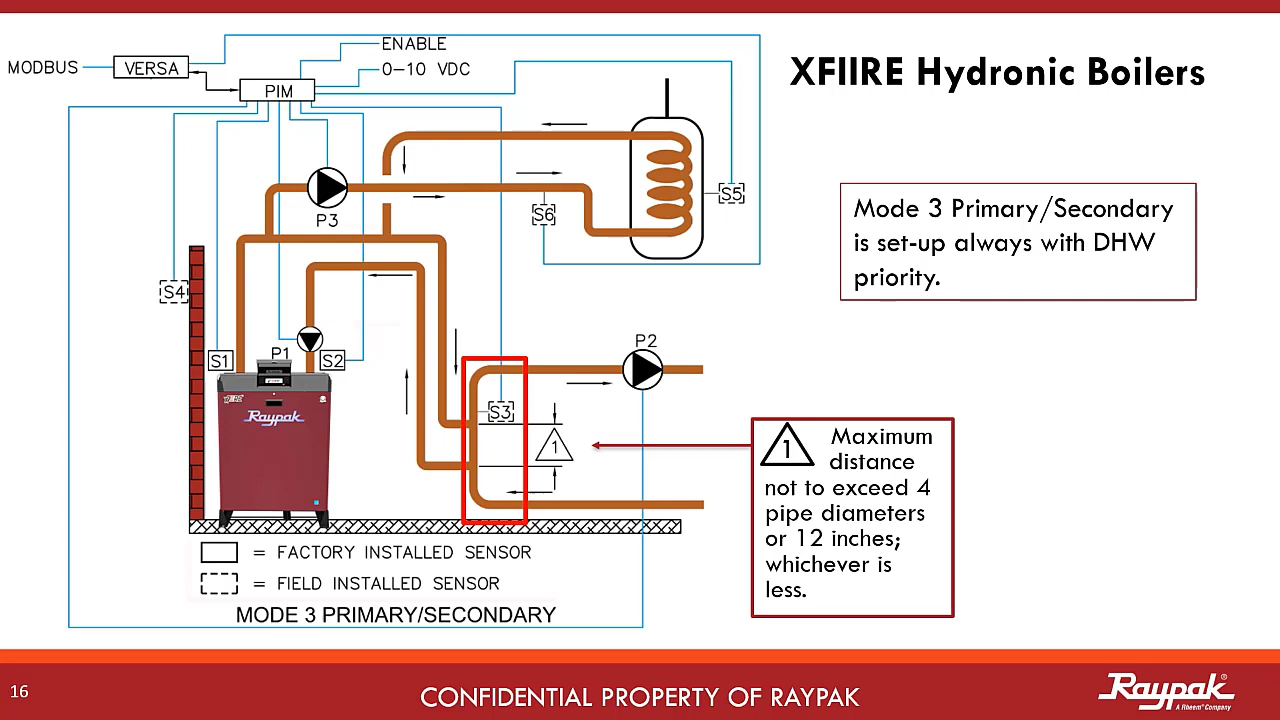 XFIIRE Hydronic Boilers
MODBUS
VERSA
ENABLE
0-10 VDC
PIM
P3
S6
S5
Mode 3 Primary/Secondary
is set-up always with DHW
priority.
S4
S1
P1
S2
P2
S3
1
Raypak
1 Maximum
distance
not to exceed 4
pipe diameters
or 12 inches;
whichever is
less.
= FACTORY INSTALLED SENSOR
= FIELD INSTALLED SENSOR
MODE 3 PRIMARY/SECONDARY
16
CONFIDENTIAL PROPERTY OF RAYPAK
Raypak
A Rheem® Company